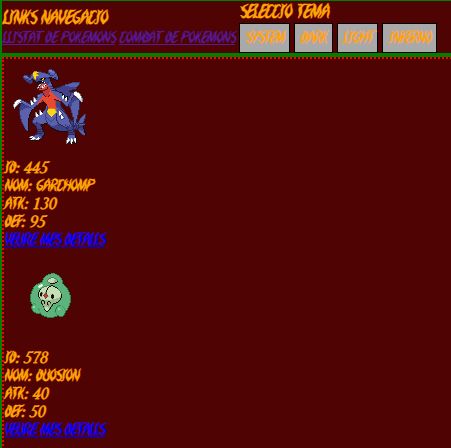 LINKS NAVEGACIO
LLISTAT DE POKEMONS COMBAT DE POKEMONS
SELECCIO TEMA
SYSTEM DARK LIGHT INFERNO
ID: 445
NOM: GARCHOMP
ATK: 130
DEF: 95
VEURE MES DETALLS
ID: 578
NOM: DUOSION
ATK: 40
DEF: 50
VEURE MES DETALLS